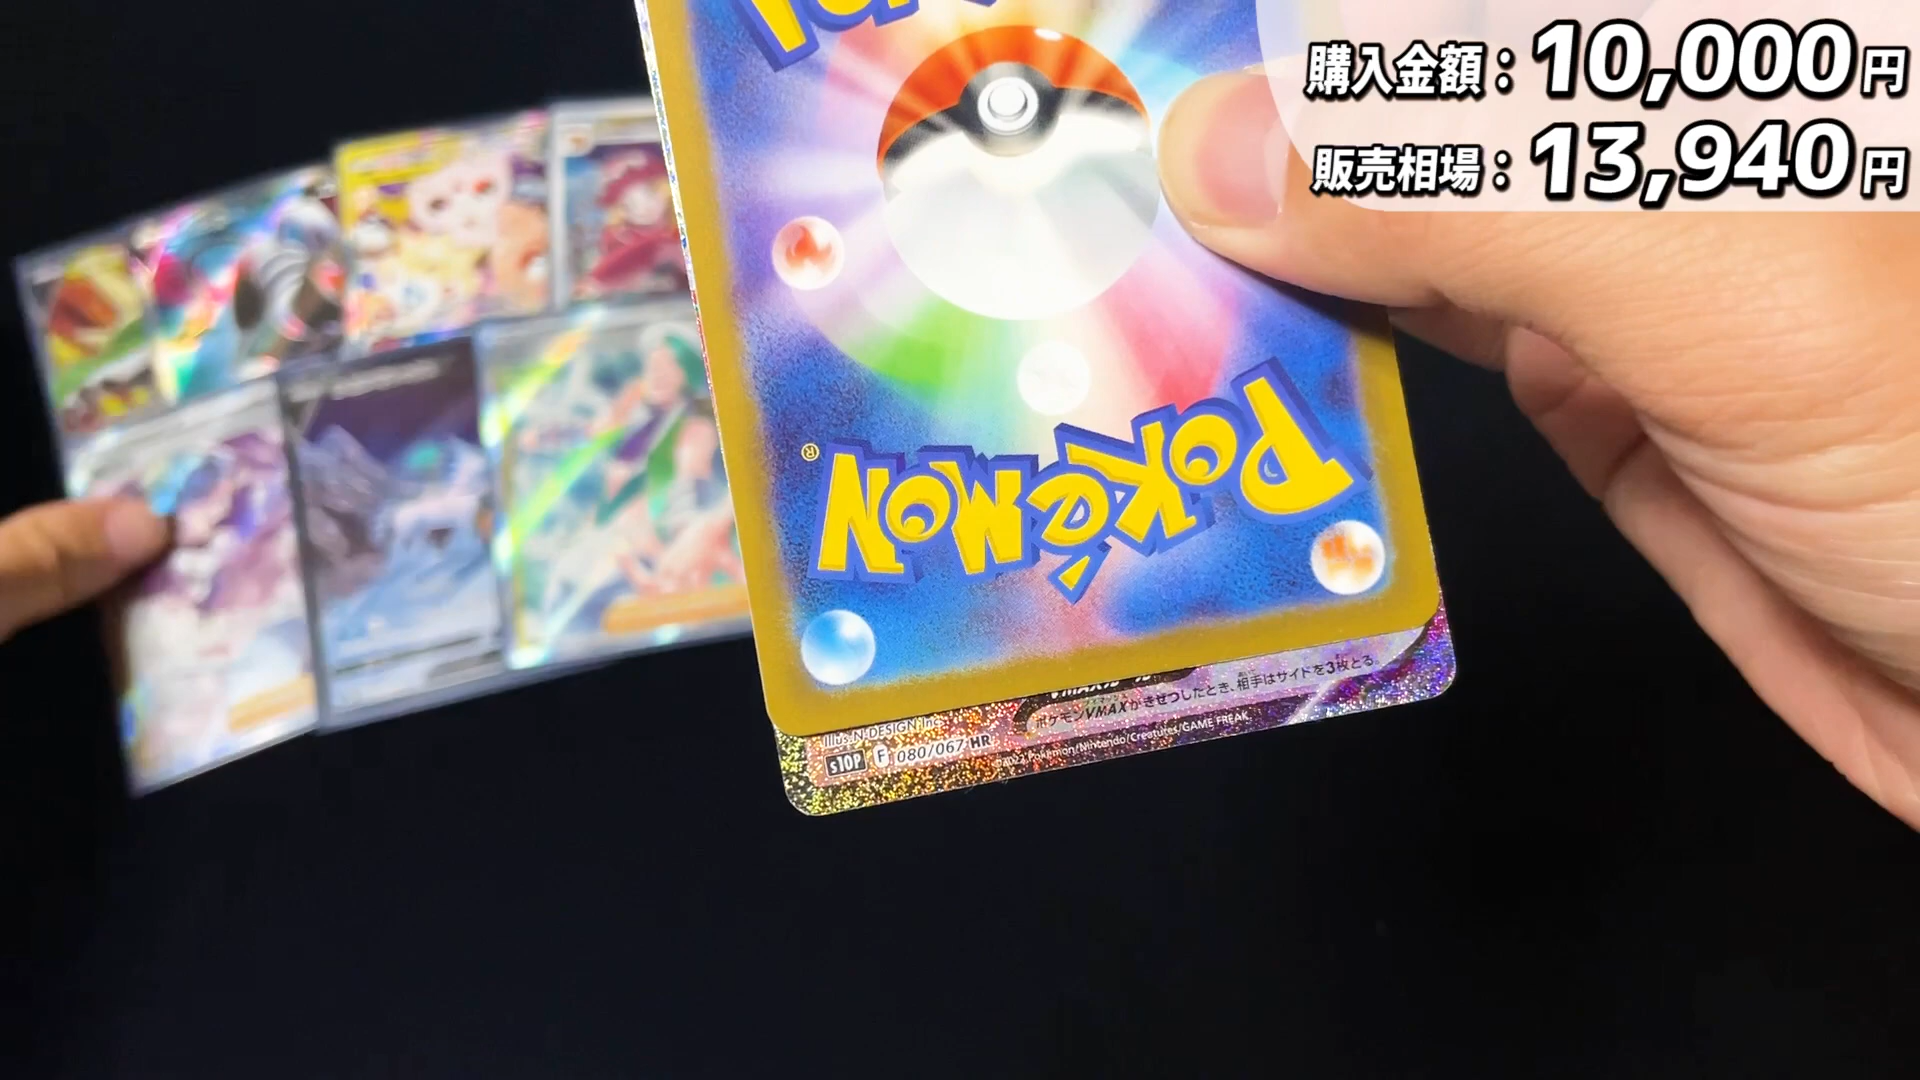 購入金額：10,000円
販売相場：13,940円
POKéMON
®
ポケモンVMAXがきぜつしたとき、相手はサイドを3枚とる。
Illus. N-DESIGN Inc.
s10P F 080/067 HR
©2022 Pokémon/Nintendo/Creatures/GAME FREAK